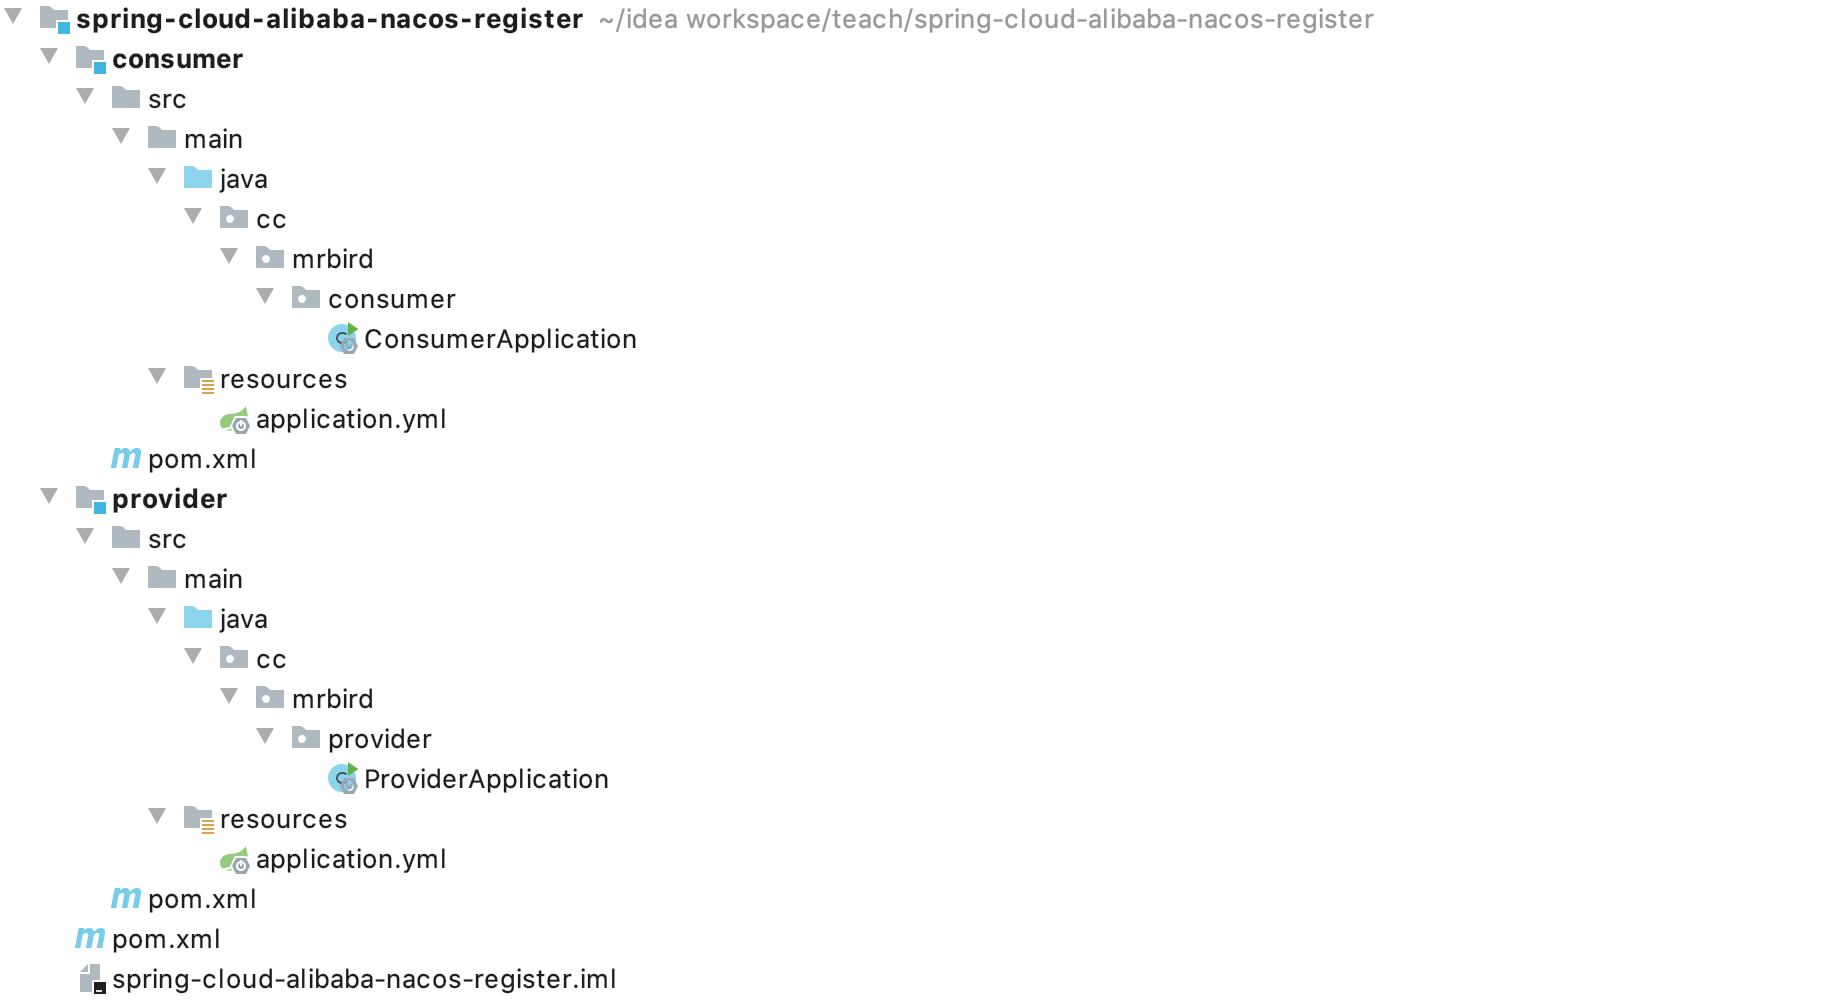 spring-cloud-alibaba-nacos-register ~/idea workspace/teach/spring-cloud-alibaba-nacos-register
consumer
src
main
java
cc
mrbird
consumer
ConsumerApplication
resources
application.yml
pom.xml
provider
src
main
java
cc
mrbird
provider
ProviderApplication
resources
application.yml
pom.xml
pom.xml
spring-cloud-alibaba-nacos-register.iml